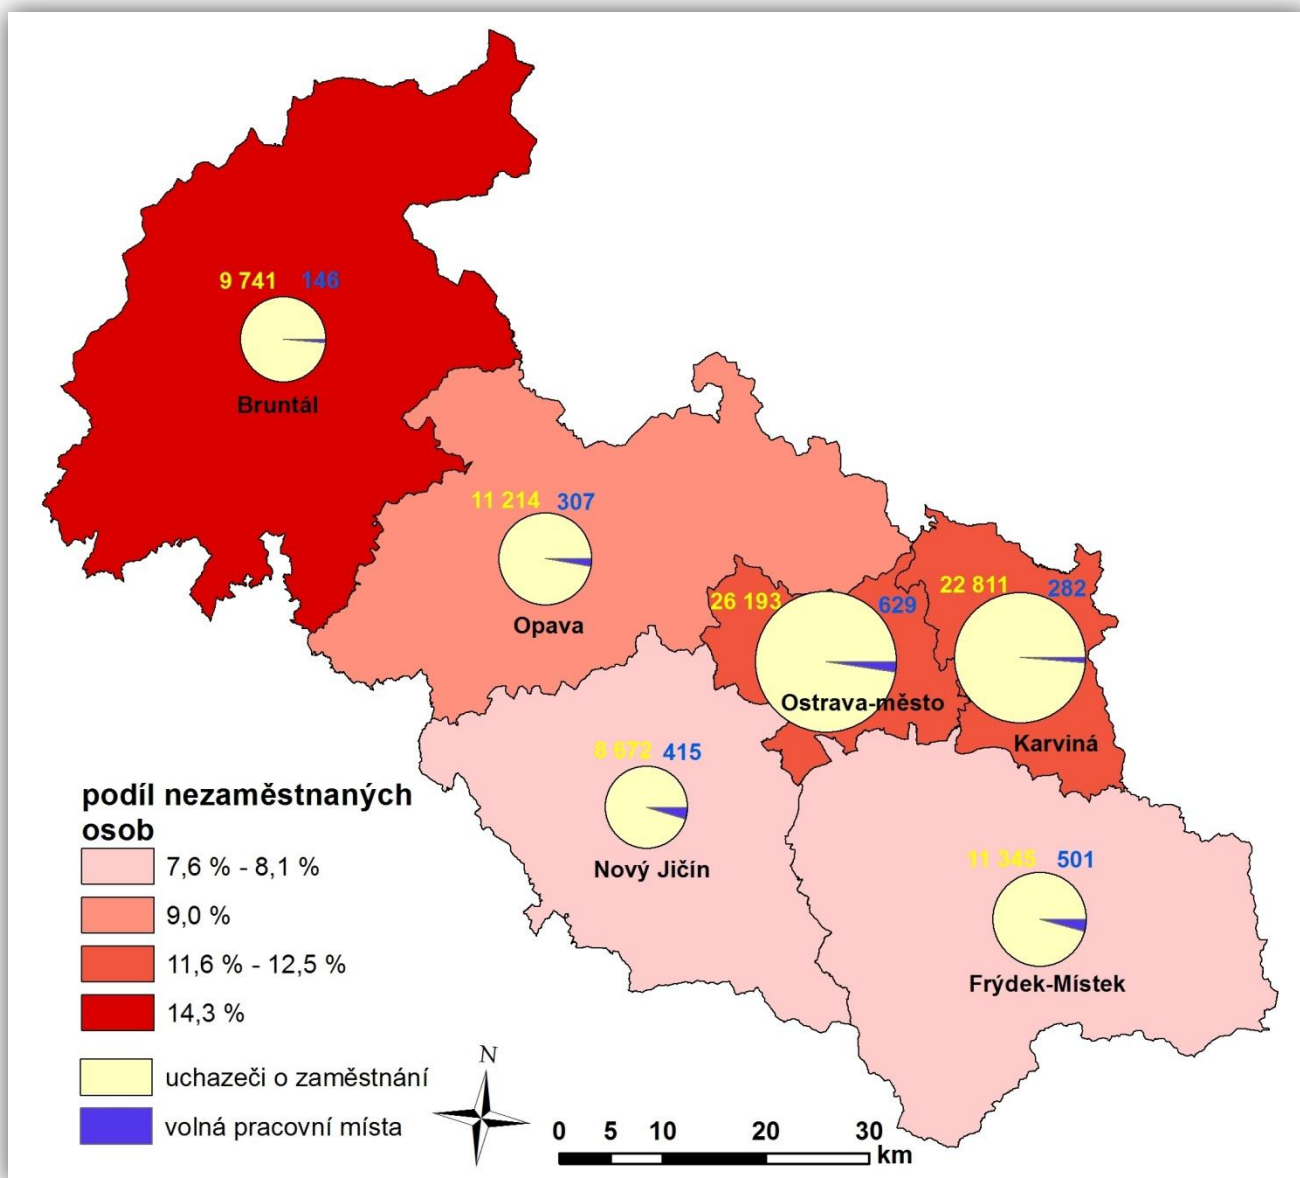 9 741 146
Bruntál
11 214 307
Opava
26 193 629
Ostrava-město
22 811 282
Karviná
8 672 415
Nový Jičín
11 345 501
Frýdek-Místek
podíl nezaměstnaných
osob
7,6 % - 8,1 %
9,0 %
11,6 % - 12,5 %
14,3 %
uchazeči o zaměstnání
volná pracovní místa
N
0 5 10 20 30
km